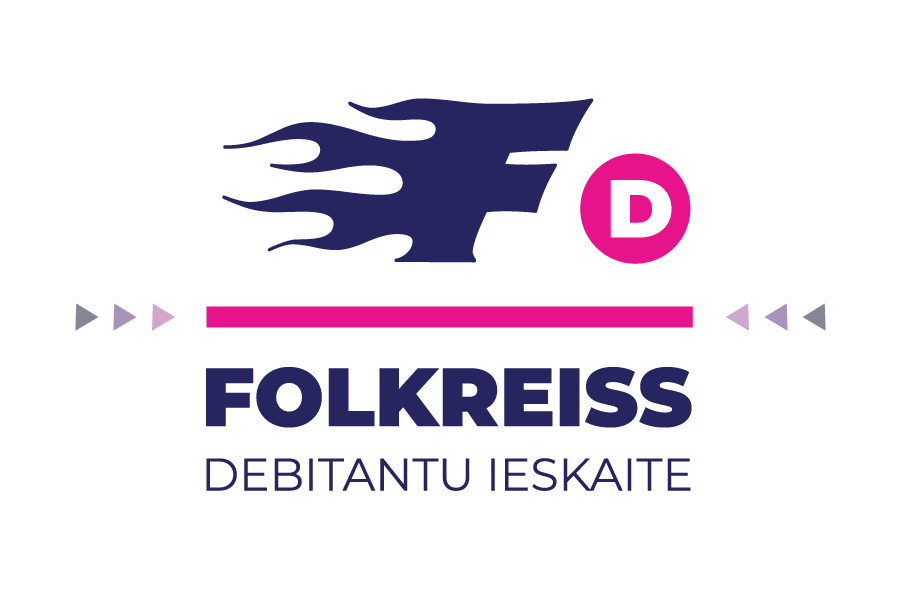 F
D
FOLKREISS
DEBITANTU IESKAITE